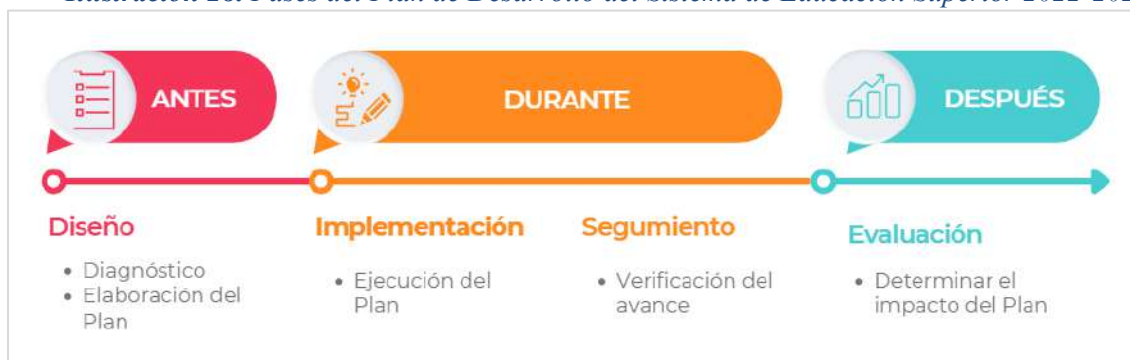 ANTES
DURANTE
DESPUÉS
Diseño
• Diagnóstico
• Elaboración del
Plan
Implementación
• Ejecución del
Plan
Segumiento
• Verificación del
avance
Evaluación
• Determinar el
impacto del Plan